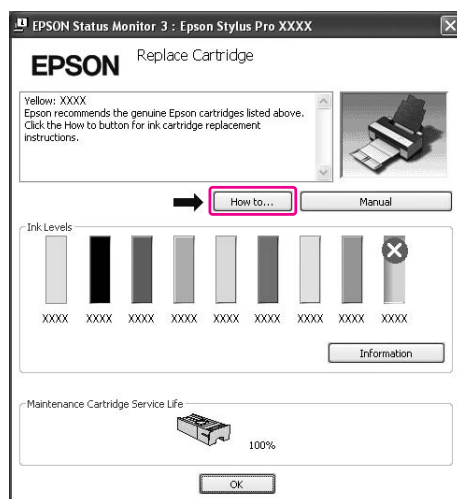 EPSON Status Monitor 3 : Epson Stylus Pro XXXX
EPSON
Replace Cartridge
Yellow: XXXX
Epson recommends the genuine Epson cartridges listed above.
Click the How to button for ink cartridge replacement
instructions.
How to...
Manual
Ink Levels
XXXX XXXX XXXX XXXX XXXX XXXX XXXX XXXX XXXX
Information
Maintenance Cartridge Service Life
100%
OK